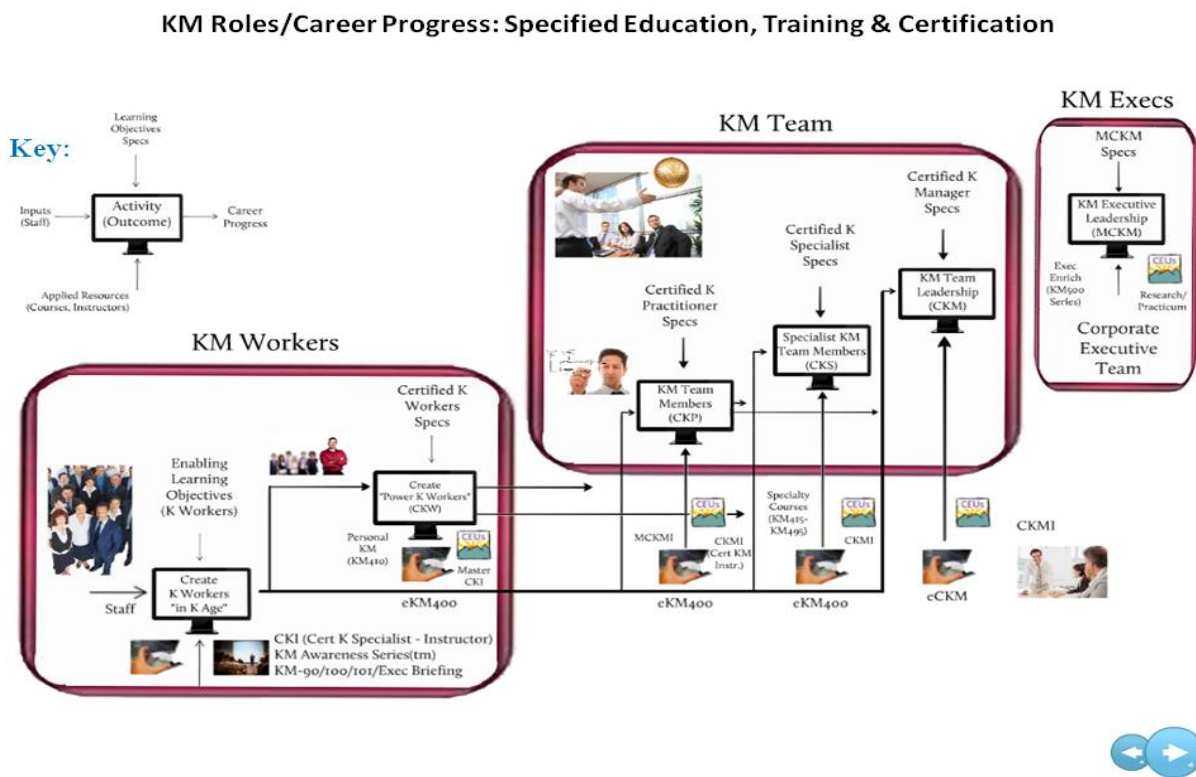 KM Roles/Career Progress: Specified Education, Training & Certification
Key:
Learning
Objectives
Specs
Inputs
(Staff)
Activity
(Outcome)
Career
Progress
Applied Resources
(Courses, Instructors)
KM Workers
Certified K
Workers
Specs
Enabling
Learning
Objectives
(K Workers)
Create
"Power K Workers"
(CKW)
Personal
KM
(KM410)
CEUs
Master
CKI
eKM400
Staff
Create
K Workers
"in K Age"
CKI (Cert K Specialist - Instructor)
KM Awareness Series(tm)
KM-90/100/101/Exec Briefing
KM Team
Certified K
Practitioner
Specs
KM Team
Members
(CKP)
MCKMI
CEUs
CKMI
(Cert KM
Instr.)
eKM400
Certified K
Specialist
Specs
Specialist KM
Team Members
(CKS)
Specialty
Courses
(KM415-
KM495)
CEUs
CKMI
eKM400
Certified K
Manager
Specs
KM Team
Leadership
(CKM)
CEUs
CKMI
eCKM
KM Execs
MCKM
Specs
KM Executive
Leadership
(MCKM)
Exec
Enrich
(KM500
Series)
CEUs
Research/
Practicum
Corporate
Executive
Team